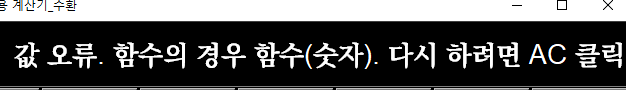 용 계산기_수환
값 오류. 함수의 경우 함수(숫자). 다시 하려면 AC 클릭